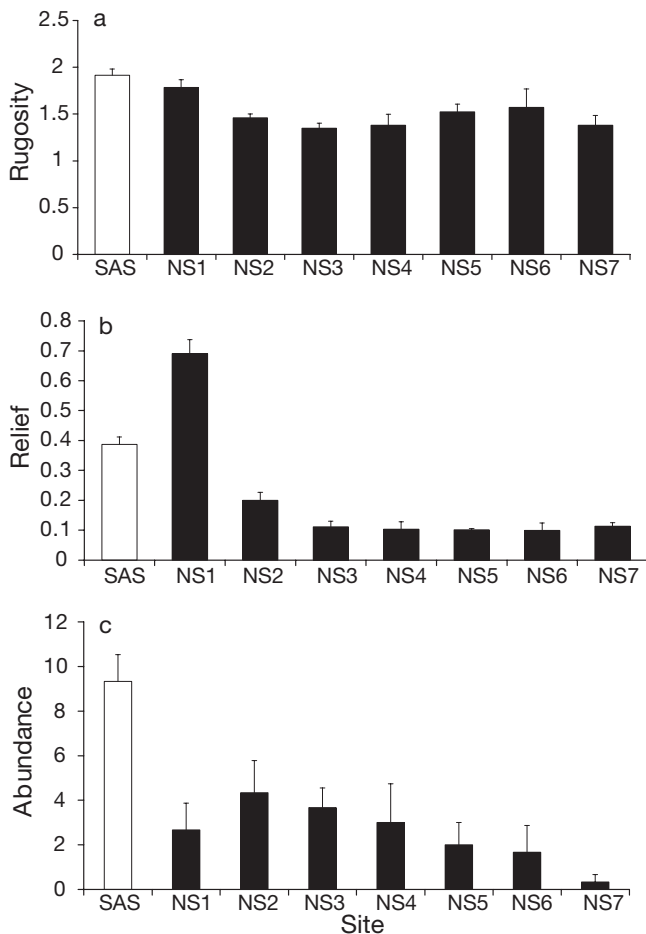 a
Rugosity
2.5
2
1.5
1
0.5
0
SAS NS1 NS2 NS3 NS4 NS5 NS6 NS7
b
Relief
0.8
0.7
0.6
0.5
0.4
0.3
0.2
0.1
0
SAS NS1 NS2 NS3 NS4 NS5 NS6 NS7
c
Abundance
12
10
8
6
4
2
0
SAS NS1 NS2 NS3 NS4 NS5 NS6 NS7
Site